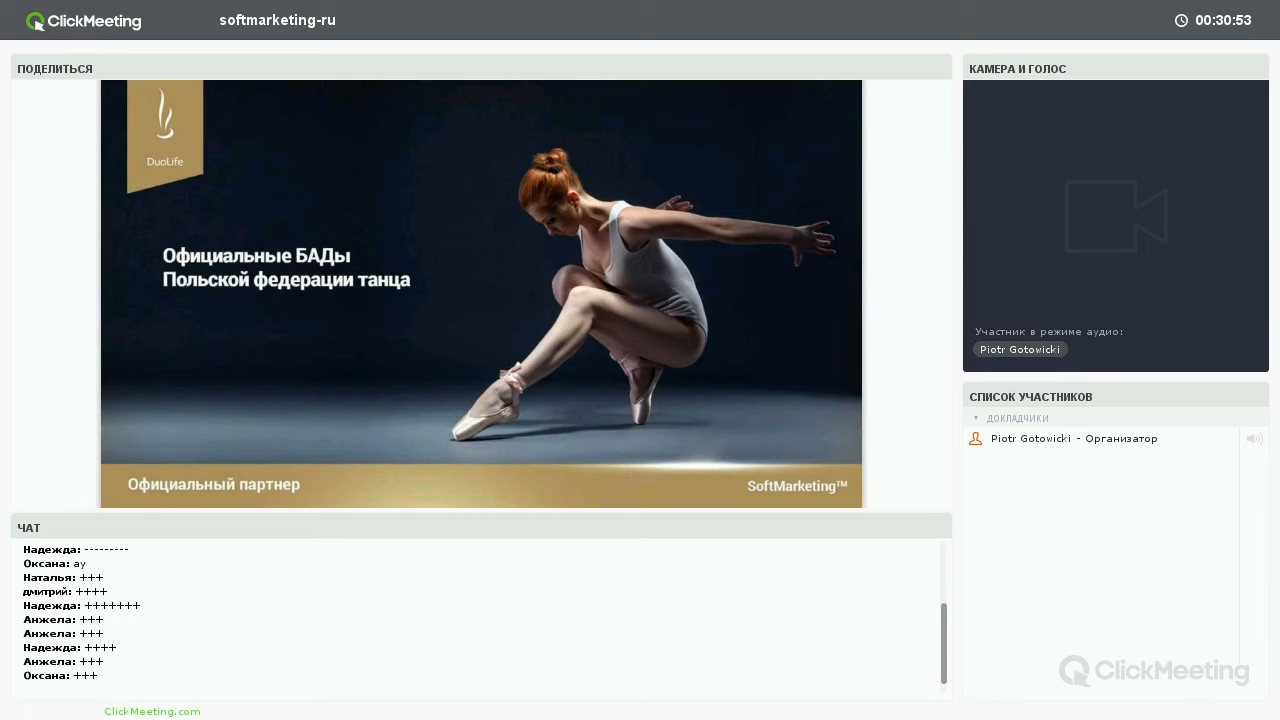 ClickMeeting
softmarketing-ru
00:30:53
ПОДЕЛИТЬСЯ
DuoLife
Официальные БАДы
Польской федерации танца
Официальный партнер
SoftMarketing™
ЧАТ
Надежда: ---------
Оксана: ау
Наталья: +++
дмитрий: ++++
Надежда: +++++++
Анжела: +++
Анжела: +++
Надежда: ++++
Анжела: +++
Оксана: +++
ClickMeeting.com
КАМЕРА И ГОЛОС
Участник в режиме аудио:
Piotr Gotowicki
СПИСОК УЧАСТНИКОВ
ДОКЛАДЧИКИ
Piotr Gotowicki - Организатор
ClickMeeting